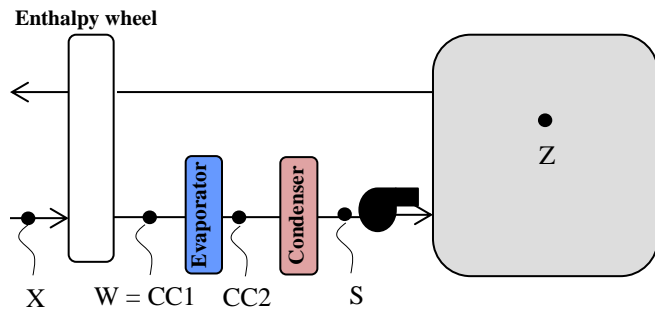 Enthalpy wheel
Evaporator
Condenser
Z
X
W = CC1
CC2
S